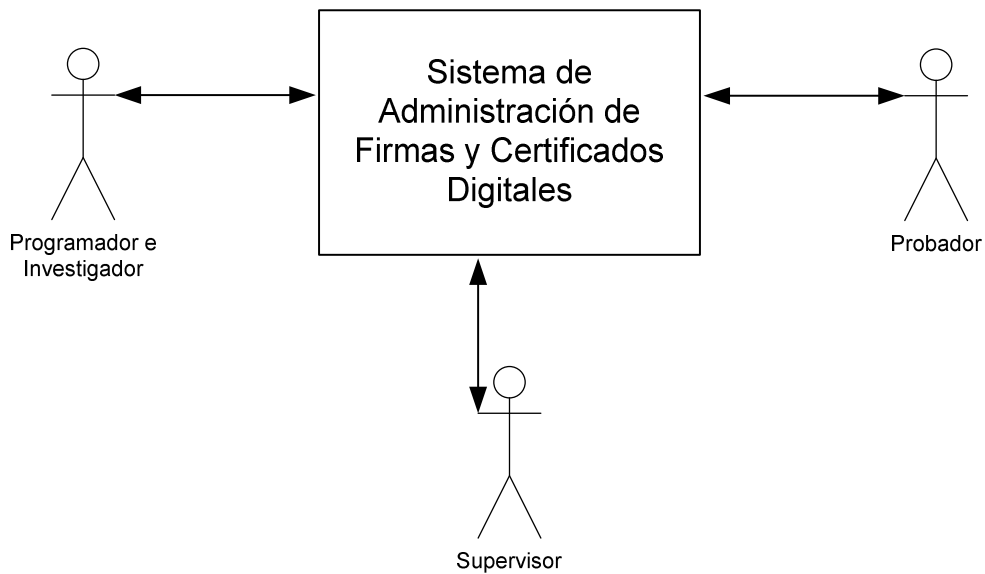 Sistema de
Administración de
Firmas y Certificados
Digitales
Programador e
Investigador
Probador
Supervisor